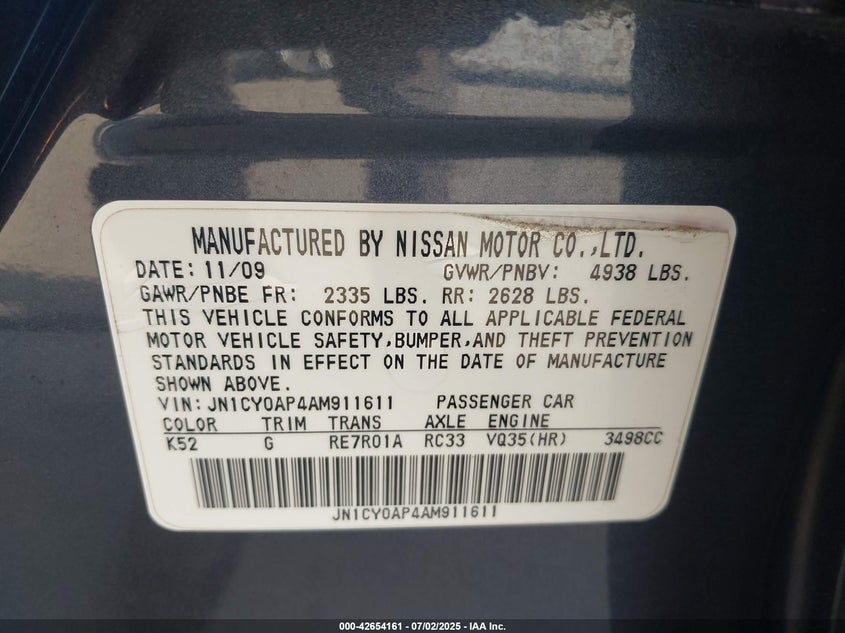 MANUFACTURED BY NISSAN MOTOR CO.,LTD.
DATE: 11/09 GVWR/PNBV: 4938 LBS.
GAWR/PNBE FR: 2335 LBS. RR: 2628 LBS.
THIS VEHICLE CONFORMS TO ALL APPLICABLE FEDERAL
MOTOR VEHICLE SAFETY,BUMPER,AND THEFT PREVENTION
STANDARDS IN EFFECT ON THE DATE OF MANUFACTURE
SHOWN ABOVE.
VIN: JN1CY0AP4AM911611 PASSENGER CAR
COLOR TRIM TRANS AXLE ENGINE
K52 G RE7R01A RC33 VQ35(HR) 3498CC
JN1CY0AP4AM911611
000-42654161 - 07/02/2025 - IAA Inc.